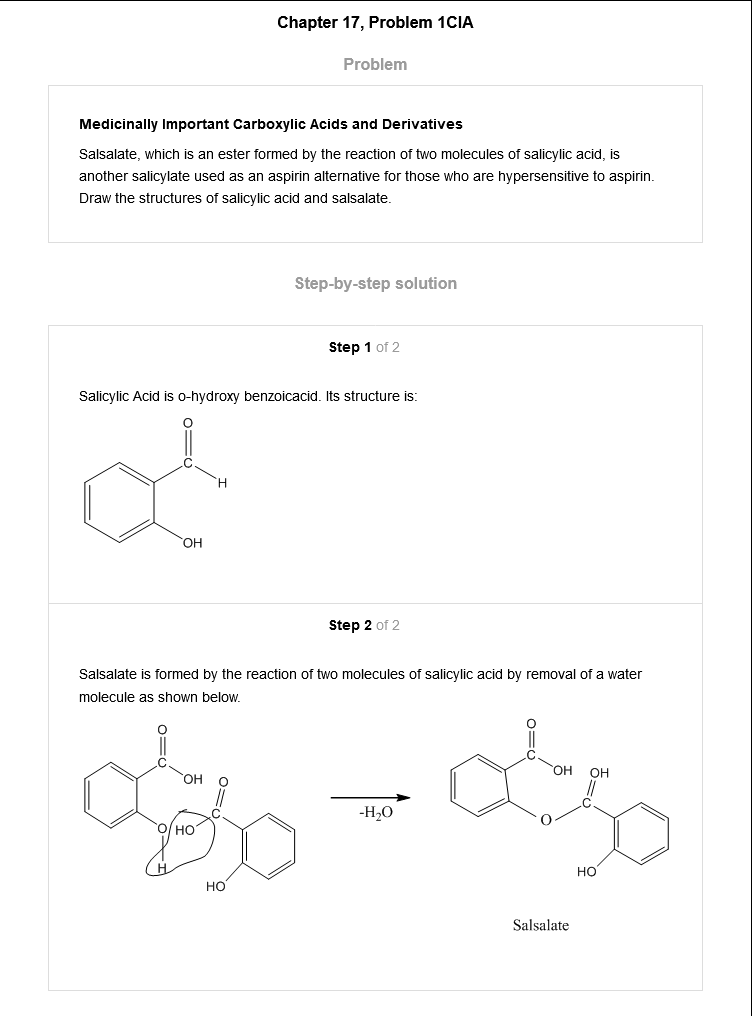 Chapter 17, Problem 1CIA
Problem
Medicinally Important Carboxylic Acids and Derivatives
Salsalate, which is an ester formed by the reaction of two molecules of salicylic acid, is
another salicylate used as an aspirin alternative for those who are hypersensitive to aspirin.
Draw the structures of salicylic acid and salsalate.
Step-by-step solution
Step 1 of 2
Salicylic Acid is o-hydroxy benzoicacid. Its structure is:
O
C
H
OH
Step 2 of 2
Salsalate is formed by the reaction of two molecules of salicylic acid by removal of a water
molecule as shown below.
O
C
OH
O
C
O
HO
H
HO
-H₂O
O
C
OH
OH
C
O
HO
Salsalate